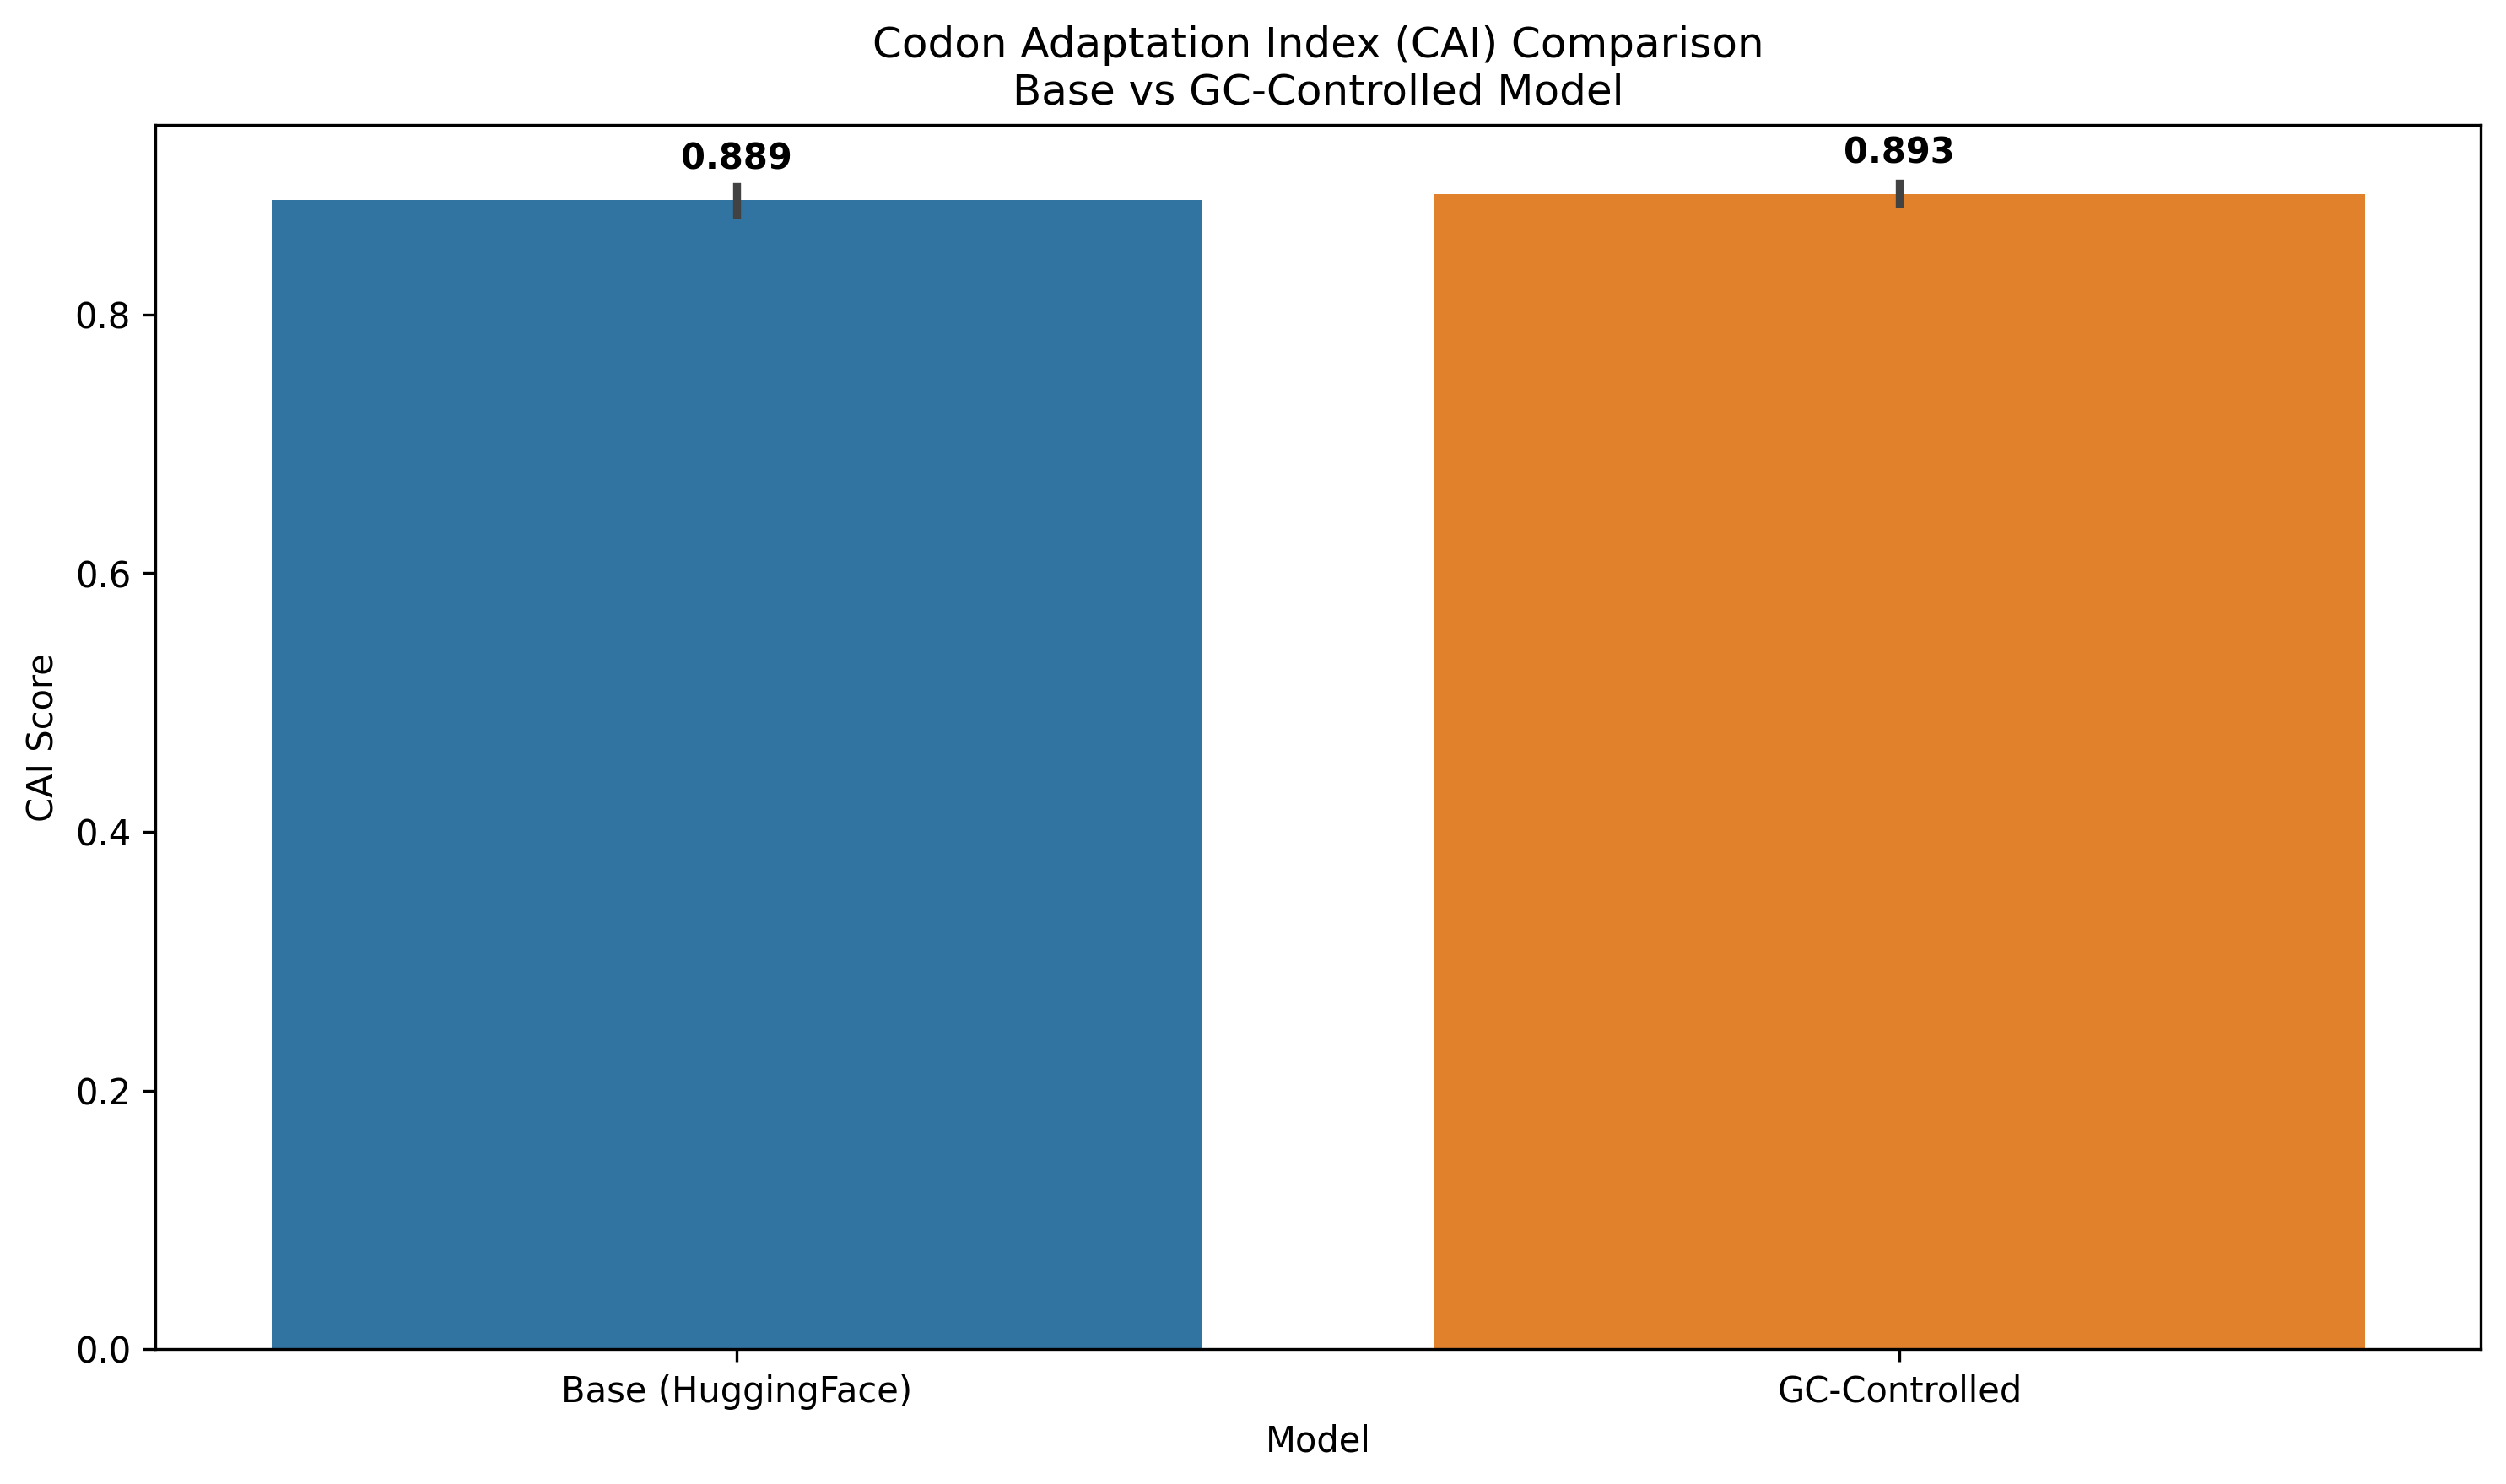 Codon Adaptation Index (CAI) Comparison
Base vs GC-Controlled Model
0.889
0.893
0.8
0.6
0.4
0.2
0.0
CAI Score
Base (HuggingFace)
GC-Controlled
Model